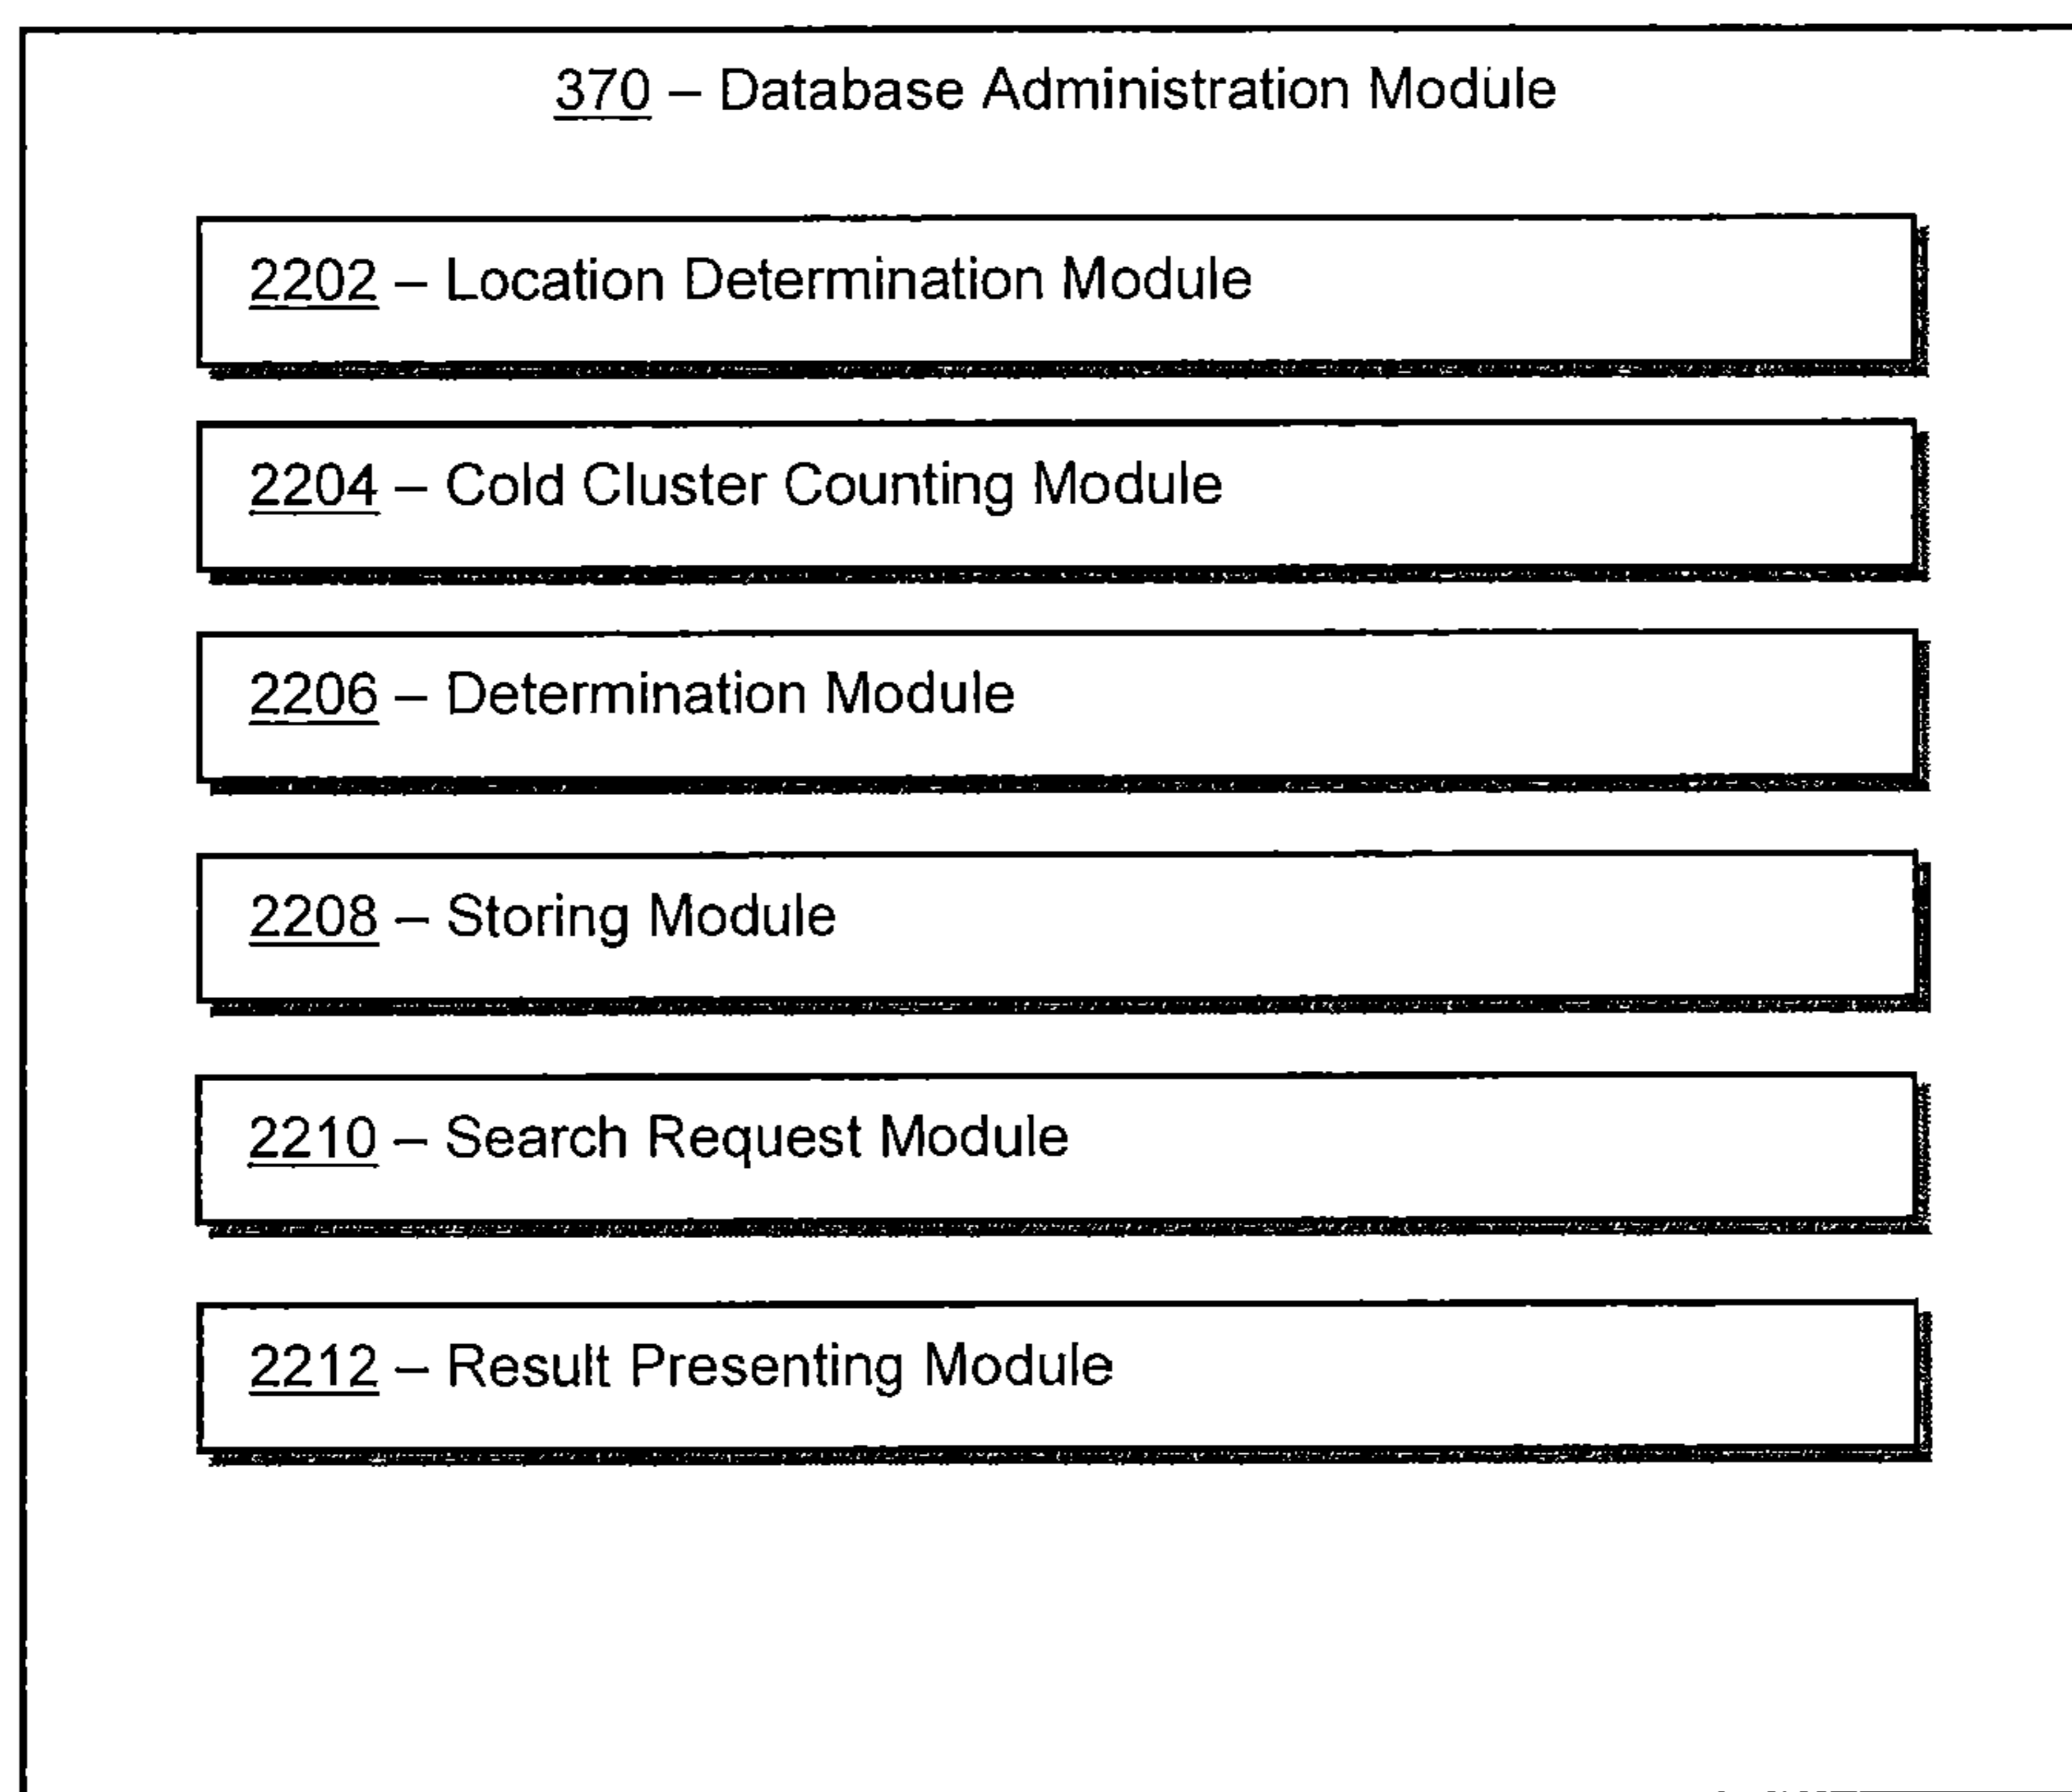 370 – Database Administration Module
2202 – Location Determination Module
2204 – Cold Cluster Counting Module
2206 – Determination Module
2208 – Storing Module
2210 – Search Request Module
2212 – Result Presenting Module